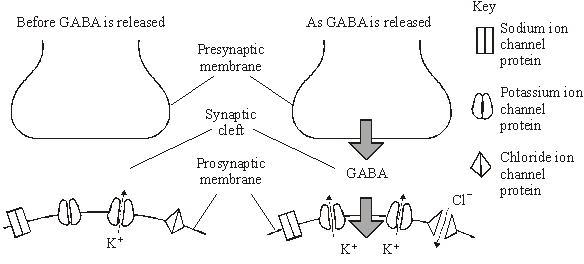 Before GABA is released
As GABA is released
Key
Sodium ion
channel
protein
Presynaptic
membrane
Potassium ion
channel
protein
Synaptic
cleft
Prosynaptic
membrane
GABA
Chloride ion
channel
protein
Cl⁻
K⁺
K⁺
K⁺